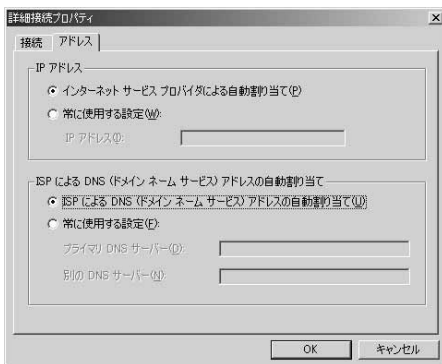 詳細接続プロパティ
接続 アドレス
IP アドレス
インターネット サービス プロバイダによる自動割り当て(P)
常に使用する設定(W):
IP アドレス(I):
ISP による DNS (ドメイン ネーム サービス) アドレスの自動割り当て
ISP による DNS (ドメイン ネーム サービス) アドレスの自動割り当て(U)
常に使用する設定(F):
プライマリ DNS サーバー(D):
別の DNS サーバー(N):
OK キャンセル